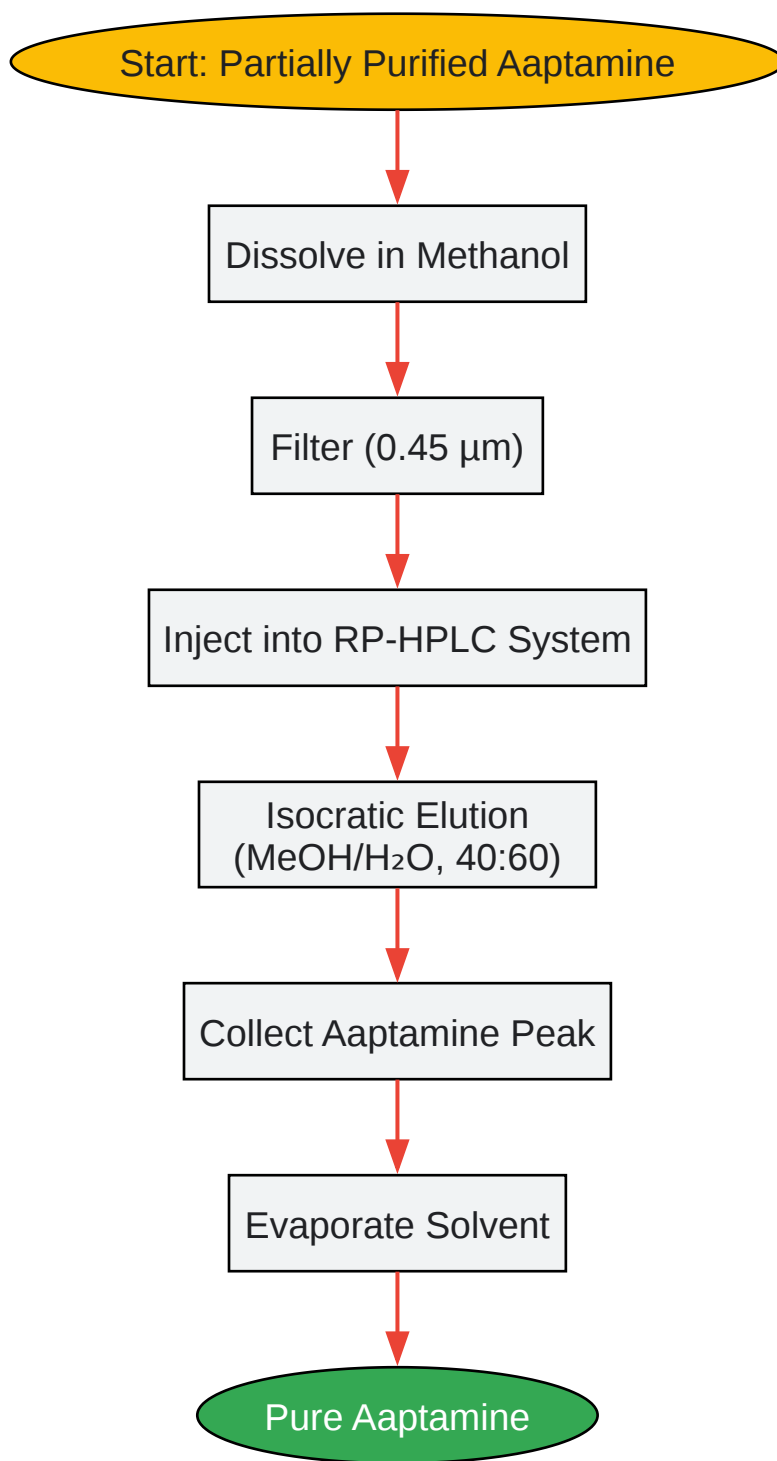 Start: Partially Purified Aaptamine
Dissolve in Methanol
Filter (0.45 µm)
Inject into RP-HPLC System
Isocratic Elution
(MeOH/H₂O, 40:60)
Collect Aaptamine Peak
Evaporate Solvent
Pure Aaptamine